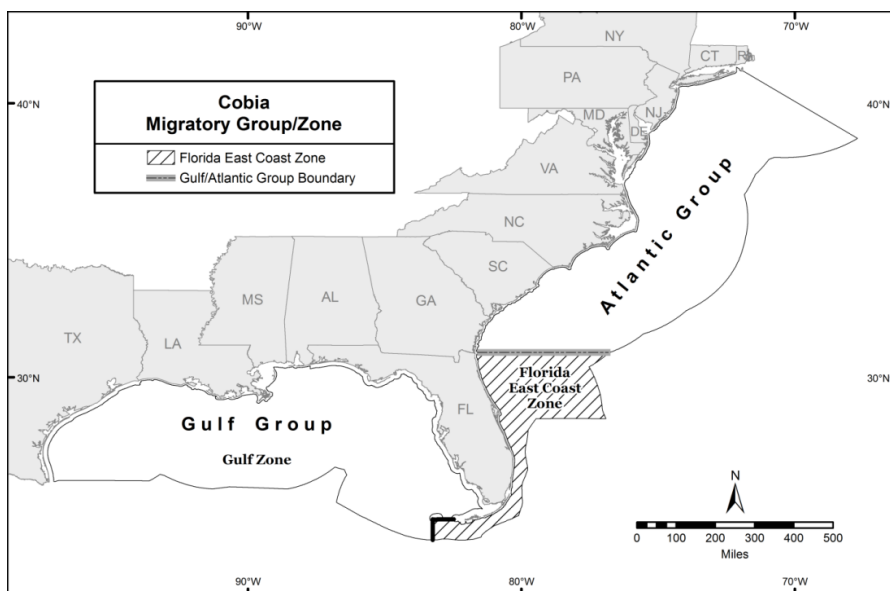 90°W
80°W
70°W
NY
CT
RI
PA
40°N
40°N
Cobia
Migratory Group/Zone
Florida East Coast Zone
Gulf/Atlantic Group Boundary
NJ
MD
DE
VA
NC
Atlantic Group
SC
MS
AL
GA
TX
LA
30°N
30°N
Florida
East Coast
Zone
FL
Gulf Group
Gulf Zone
N
0 100 200 300 400 500
Miles
90°W
80°W
70°W